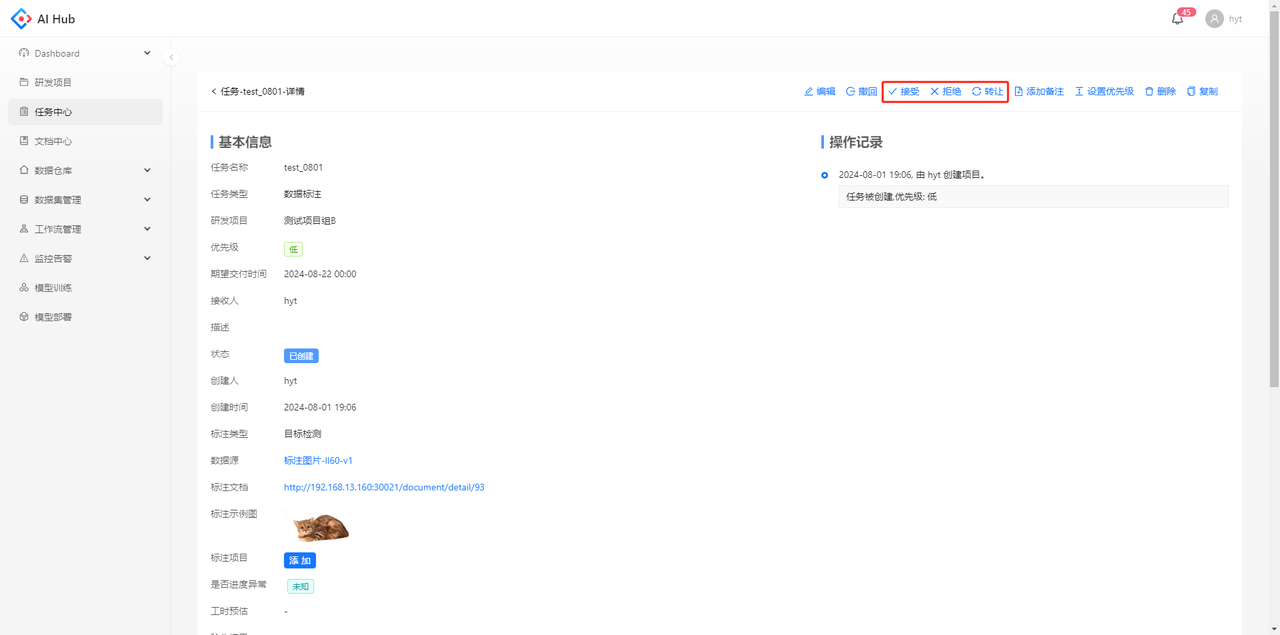 AI Hub
45
hyt
Dashboard
研发项目
任务中心
文档中心
数据仓库
数据集管理
工作流管理
监控告警
模型训练
模型部署
任务-test_0801-详情
编辑 撤回 接受 拒绝 转让 添加备注 设置优先级 删除 复制
基本信息
任务名称 test_0801
任务类型 数据标注
研发项目 测试项目组B
优先级 低
期望交付时间 2024-08-22 00:00
接收人 hyt
描述
状态 已创建
创建人 hyt
创建时间 2024-08-01 19:06
标注类型 目标检测
数据源 标注图片-ll60-v1
标注文档 http://192.168.13.160:30021/document/detail/93
标注示例图
标注项目 添 加
是否进度异常 未知
工时预估 -
操作记录
2024-08-01 19:06, 由 hyt 创建项目。
任务被创建,优先级: 低